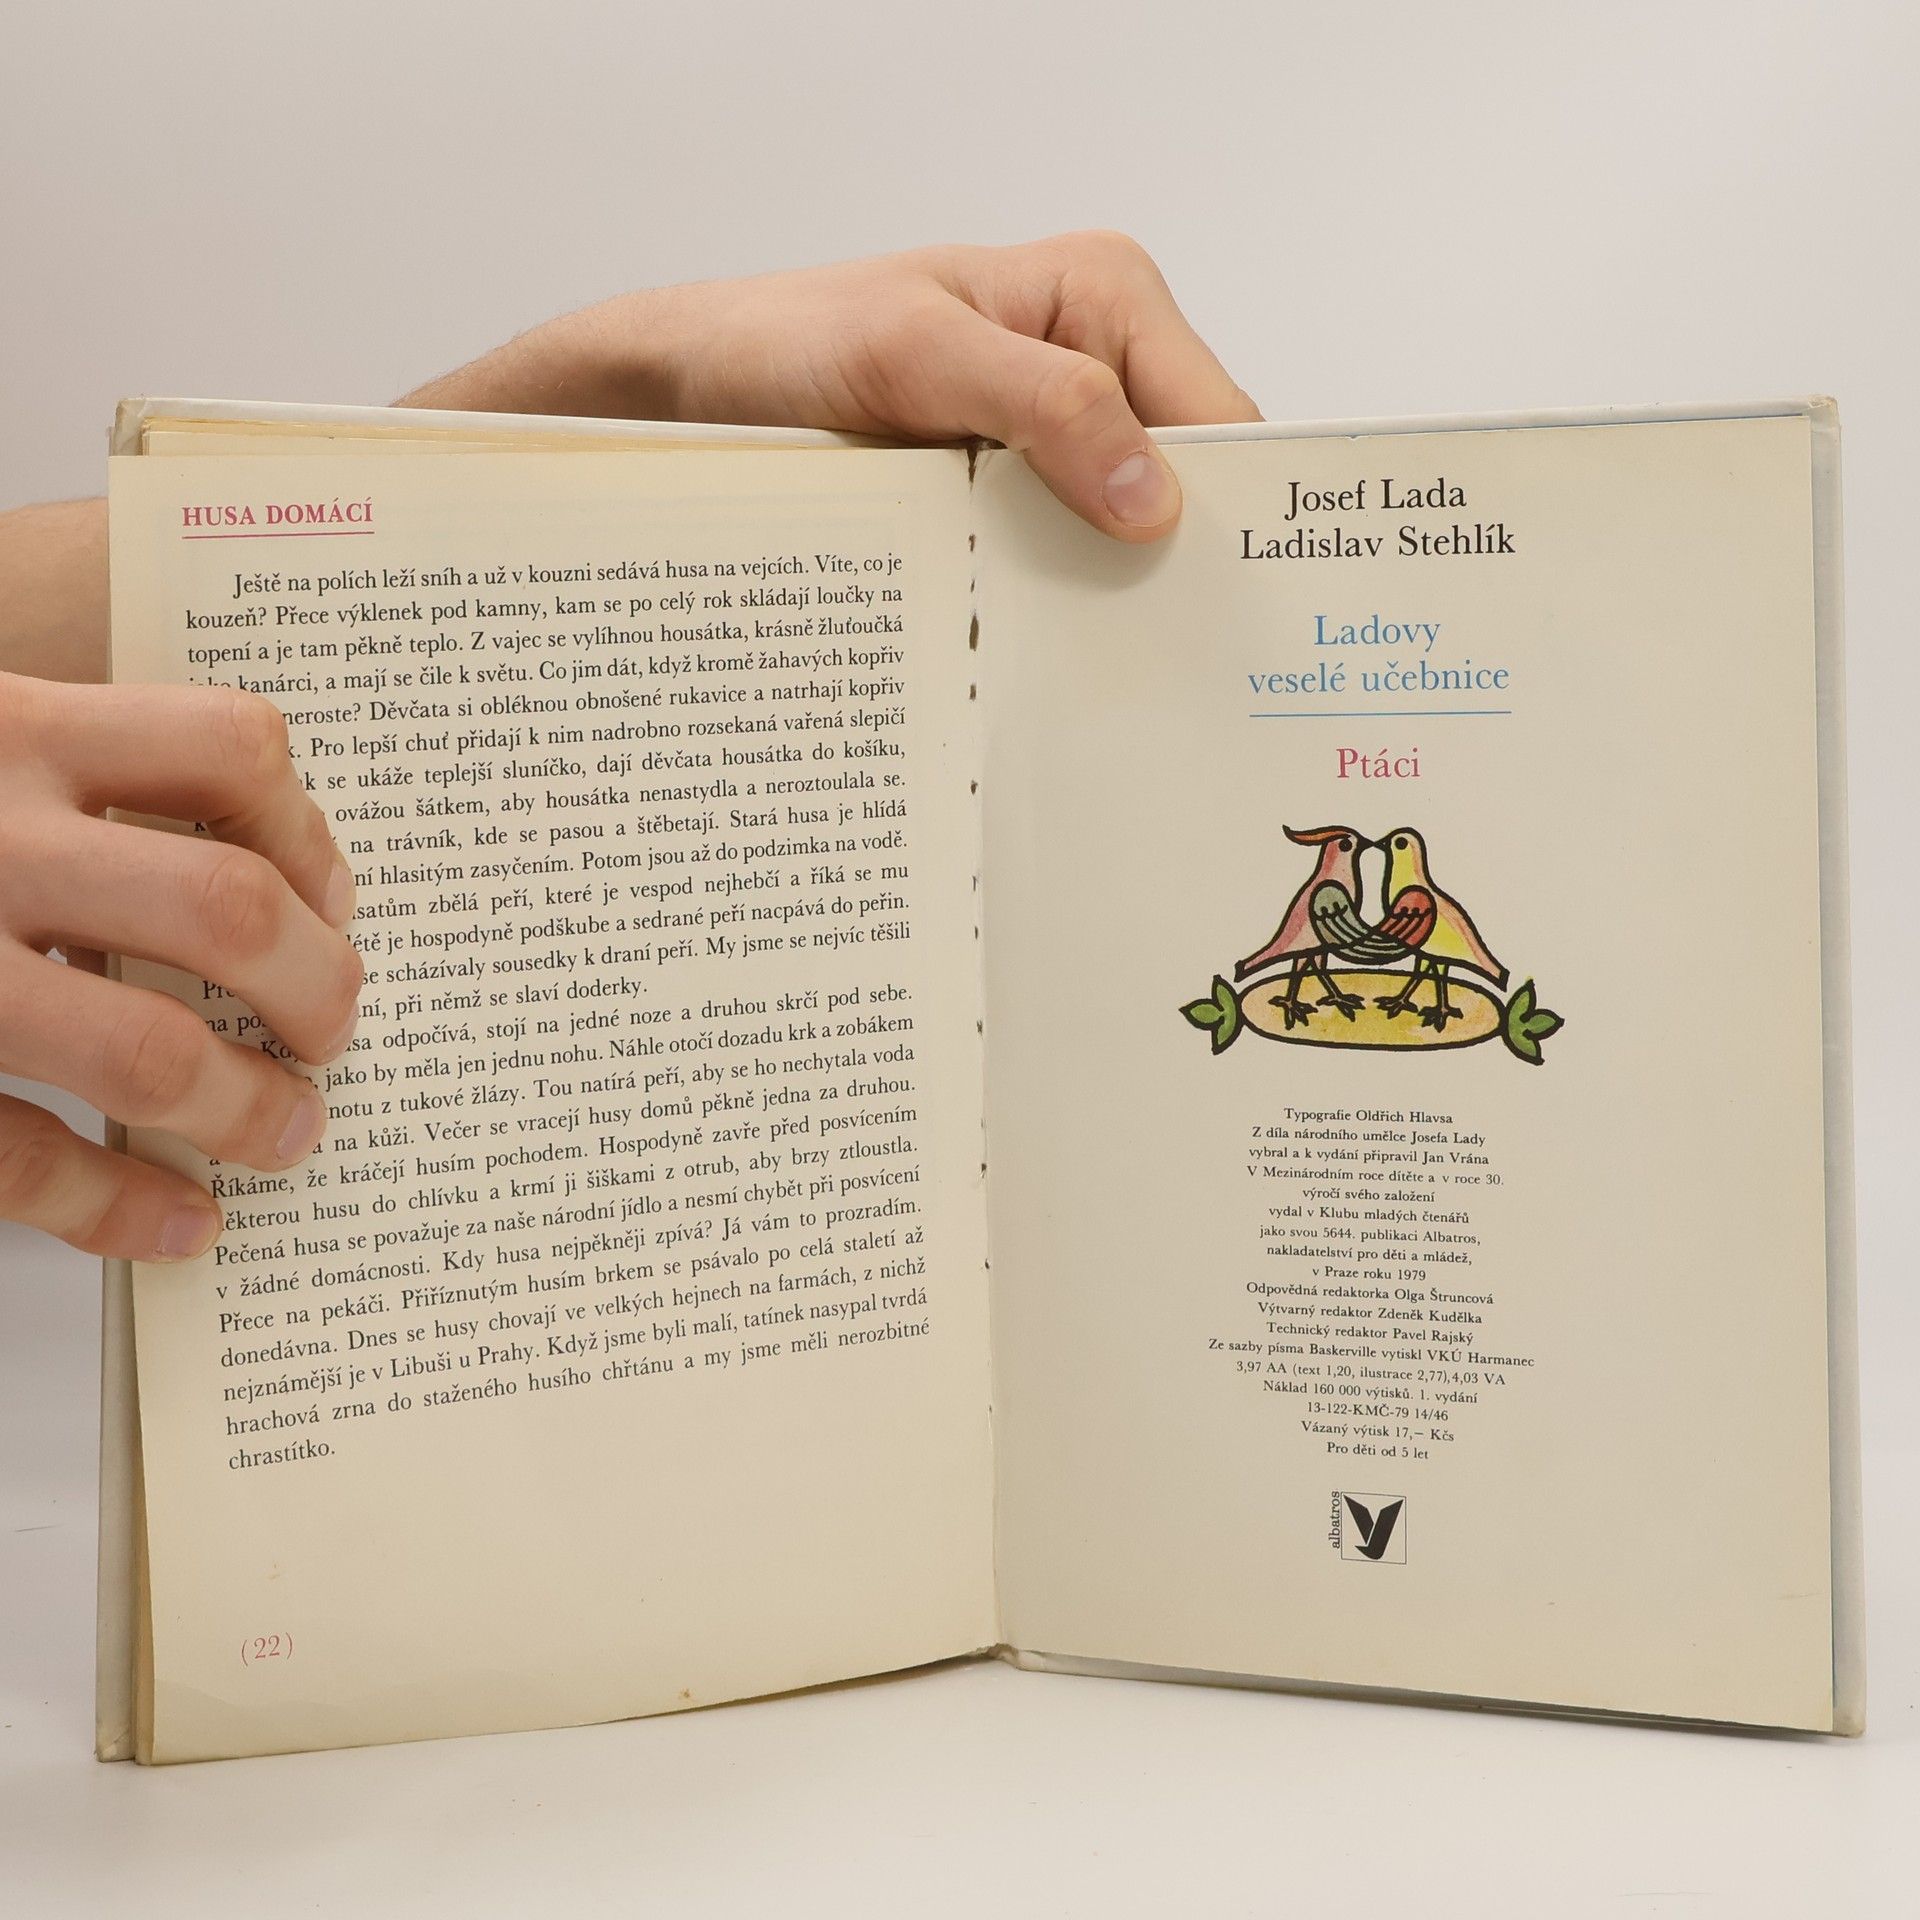 HUSA DOMÁCÍ
Ještě na polích leží sníh a už v kouzni sedává husa na vejcích. Víte, co je
kouzeň? Přece výklenek pod kamny, kam se po celý rok skládají loučky na
topení a je tam pěkně teplo. Z vajec se vylíhnou housátka, krásně žluťoučká
kanárci, a mají se čile k světu. Co jim dát, když kromě žahavých kopřiv
neroste? Děvčata si obléknou obnošené rukavice a natrhají kopřiv
Pro lepší chuť přidají k nim nadrobno rozsekaná vařená slepičí
se ukáže teplejší sluníčko, dají děvčata housátka do košíku,
ovážou šátkem, aby housátka nenastydla a neroztoulala se.
na trávník, kde se pasou a štěbetají. Stará husa je hlídá
hlasitým zasyčením. Potom jsou až do podzimka na vodě.
zbělá peří, které je vespod nejhebčí a říká se mu
je hospodyně podškube a sedrané peří nacpává do peřin.
se scházívaly sousedky k draní peří. My jsme se nejvíc těšili
při němž se slaví doderky.
odpočívá, stojí na jedné noze a druhou skrčí pod sebe.
jako by měla jen jednu nohu. Náhle otočí dozadu krk a zobákem
z tukové žlázy. Tou natírá peří, aby se ho nechytala voda
na kůži. Večer se vracejí husy domů pěkně jedna za druhou.
Říkáme, že kráčejí husím pochodem. Hospodyně zavře před posvícením
některou husu do chlívku a krmí ji šiškami z otrub, aby brzy ztloustla.
Pečená husa se považuje za naše národní jídlo a nesmí chybět při posvícení
v žádné domácnosti. Kdy husa nejpěkněji zpívá? Já vám to prozradím.
Přece na pekáči. Přiříznutým husím brkem se psávalo po celá staletí až
donedávna. Dnes se husy chovají ve velkých hejnech na farmách, z nichž
nejznámější je v Libuši u Prahy. Když jsme byli malí, tatínek nasypal tvrdá
hrachová zrna do staženého husího chřtánu a my jsme měli nerozbitné
chrastítko.
(22)
Josef Lada
Ladislav Stehlík
Ladovy
veselé učebnice
Ptáci
Typografie Oldřich Hlavsa
Z díla národního umělce Josefa Lady
vybral a k vydání připravil Jan Vrána
V Mezinárodním roce dítěte a v roce 30.
výročí svého založení
vydal v Klubu mladých čtenářů
jako svou 5644. publikaci Albatros,
nakladatelství pro děti a mládež,
v Praze roku 1979
Odpovědná redaktorka Olga Štruncová
Výtvarný redaktor Zdeněk Kudělka
Technický redaktor Pavel Rajský
Ze sazby písma Baskerville vytiskl VKÚ Harmanec
3,97 AA (text 1,20, ilustrace 2,77), 4,03 VA
Náklad 160 000 výtisků. 1. vydání
13-122-KMČ-79 14/46
Vázaný výtisk 17,– Kčs
Pro děti od 5 let
albatros